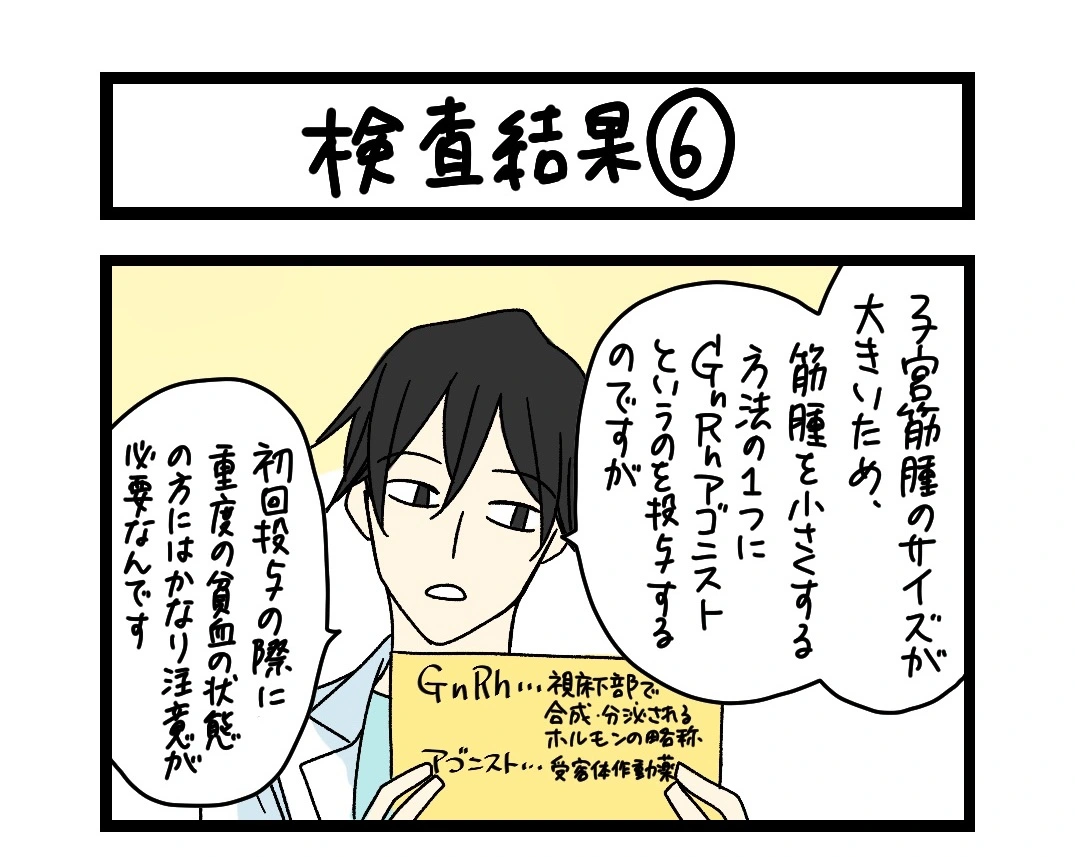 検査結果⑥
子宮筋腫のサイズが
大きいため、
筋腫を小さくする
方法の1つに
GnRhアゴニスト
というのを投与する
のですが
初回投与の際に
重度の貧血の状態
の方にはかなり注意が
必要なんです
GnRh…視床下部で
合成・分泌される
ホルモンの略称
アゴニスト…受容体作動薬